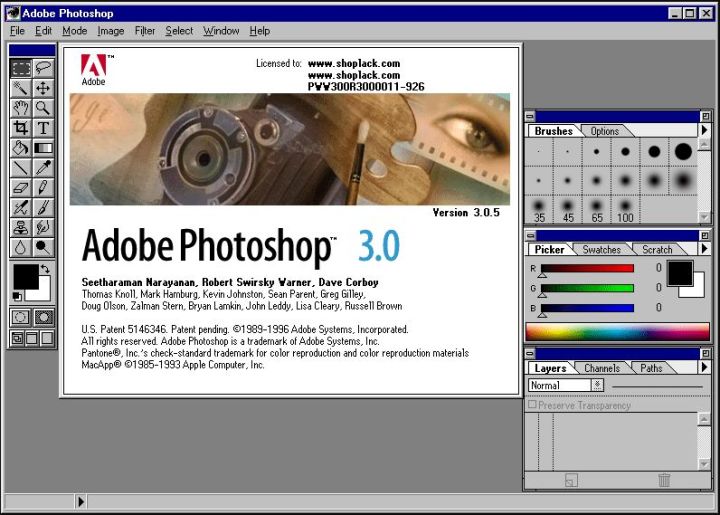 Adobe Photoshop
File Edit Mode Image Filter Select Window Help
Adobe™
Licensed to: www.shoplack.com
www.shoplack.com
PWW300R3000011-926
Version 3.0.5
Adobe Photoshop™ 3.0
Seetharaman Narayanan, Robert Swirsky Warner, Dave Corboy
Thomas Knoll, Mark Hamburg, Kevin Johnston, Sean Parent, Greg Gilley,
Doug Olson, Zalman Stern, Bryan Lamkin, John Leddy, Lisa Cleary, Russell Brown
U.S. Patent 5146346. Patent pending. ©1989-1996 Adobe Systems, Incorporated.
All rights reserved. Adobe Photoshop is a trademark of Adobe Systems, Inc.
Pantone®, Inc.'s check-standard trademark for color reproduction and color reproduction materials
MacApp® ©1985-1993 Apple Computer, Inc.
T
Brushes Options
35 45 65 100
Picker Swatches Scratch
R 0
G 0
B 0
Layers Channels Paths
Normal
Preserve Transparency